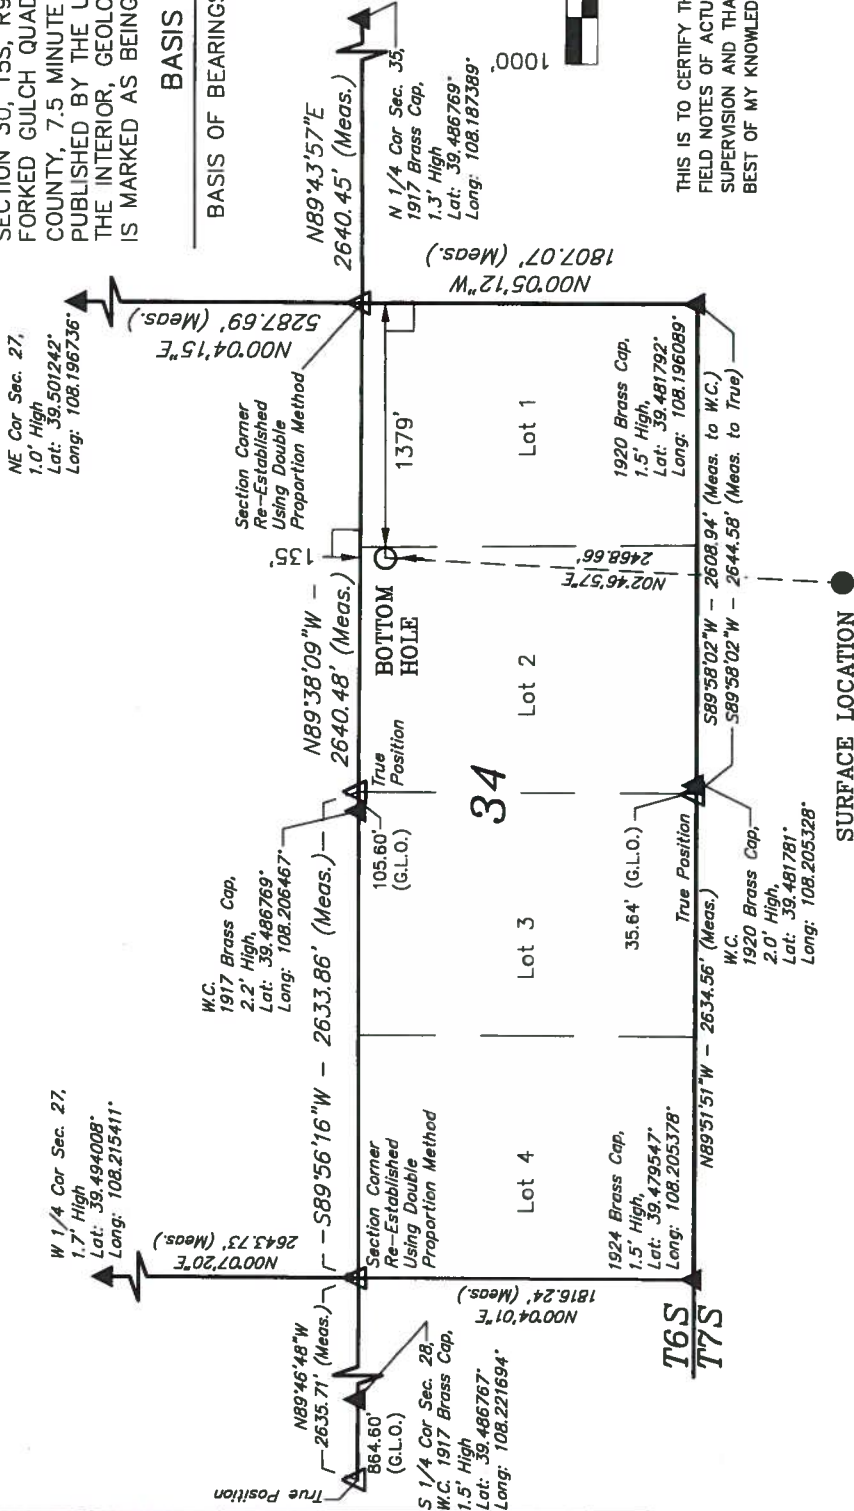 SECTION 30, T5S, R9
FORKED GULCH QUAD
COUNTY, 7.5 MINUTE
PUBLISHED BY THE U
THE INTERIOR, GEOLO
IS MARKED AS BEING
BASIS
BASIS OF BEARINGS
1000'
THIS IS TO CERTIFY TH
FIELD NOTES OF ACTU
SUPERVISION AND THA
BEST OF MY KNOWLED
W 1/4 Cor Sec. 27,
1.7' High
Lat: 39.494008°
Long: 108.215411°
NE Cor Sec. 27,
1.0' High
Lat: 39.501242°
Long: 108.196736°
N00°07'20"E
2643.73' (Meas.)
N00°04'15"E
5287.69' (Meas.)
True Position
N89°46'48"W
2635.71' (Meas.)
864.60'
(G.L.O.)
S 1/4 Cor Sec. 28,
W.C. 1917 Brass Cap,
1.5' High
Lat: 39.486767°
Long: 108.221694°
S89°56'16"W - 2633.86' (Meas.)
W.C.
1917 Brass Cap,
2.2' High,
Lat: 39.486769°
Long: 108.206467°
105.60'
(G.L.O.)
True
Position
N89°38'09"W -
2640.48' (Meas.)
135'
Section Corner
Re-Established
Using Double
Proportion Method
N89°43'57"E
2640.45' (Meas.)
N 1/4 Cor Sec. 35,
1917 Brass Cap,
1.3' High
Lat: 39.486769°
Long: 108.187389°
Section Corner
Re-Established
Using Double
Proportion Method
BOTTOM
HOLE
1379'
N00°05'12"W
1807.07' (Meas.)
N00°04'01"E
1816.24' (Meas.)
34
Lot 4
Lot 3
Lot 2
Lot 1
N02°46'57"E
2468.66'
1924 Brass Cap,
1.5' High,
Lat: 39.479547°
Long: 108.205378°
35.64' (G.L.O.)
True Position
1920 Brass Cap,
1.5' High,
Lat: 39.481792°
Long: 108.196089°
T6S
T7S
N89°51'51"W - 2634.56' (Meas.)
W.C.
1920 Brass Cap,
2.0' High,
Lat: 39.481781°
Long: 108.205328°
S89°58'02"W - 2608.94' (Meas. to W.C.)
S89°58'02"W - 2644.58' (Meas. to True)
SURFACE LOCATION